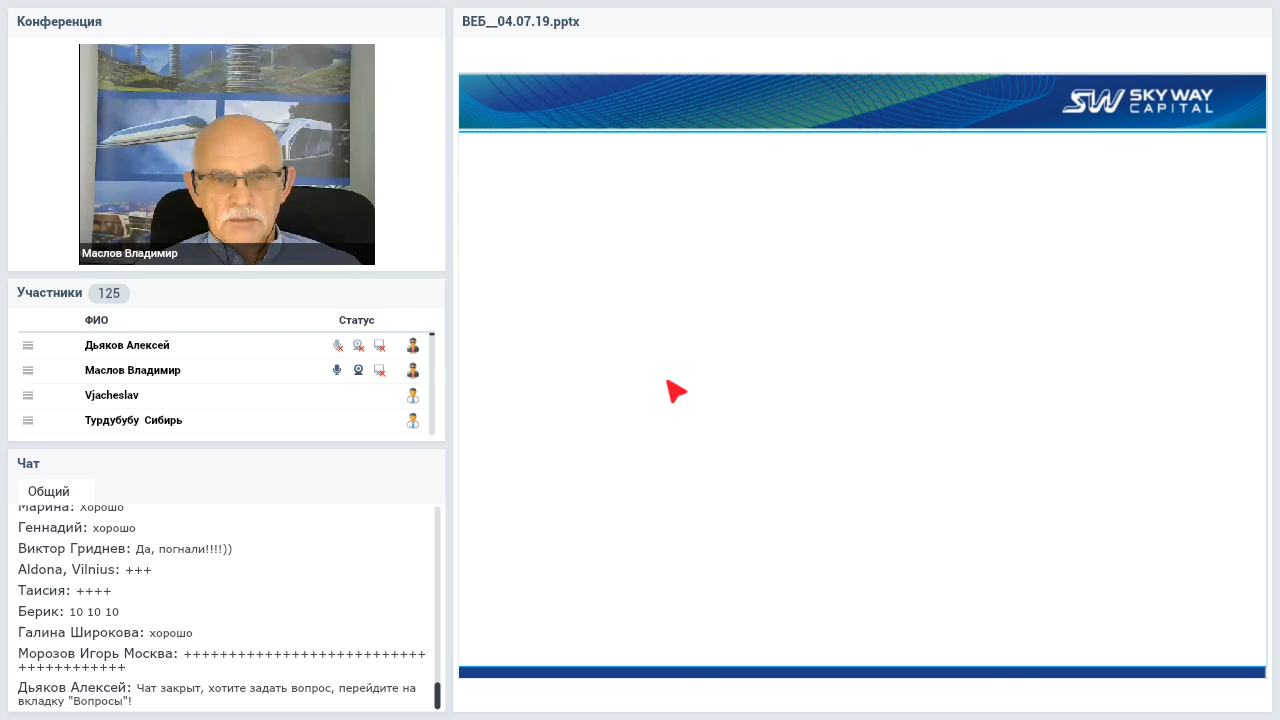 Конференция
Маслов Владимир
Участники 125
ФИО Статус
Дьяков Алексей
Маслов Владимир
Vjacheslav
Турдубубу Сибирь
Чат
Общий
Марина: Хорошо
Геннадий: хорошо
Виктор Гриднев: Да, погнали!!!!))
Aldona, Vilnius: +++
Таисия: ++++
Берик: 10 10 10
Галина Широкова: хорошо
Морозов Игорь Москва: +++++++++++++++++++++++++++
++++++++++++
Дьяков Алексей: Чат закрыт, хотите задать вопрос, перейдите на
вкладку "Вопросы"!
ВЕБ__04.07.19.pptx
SW SKY WAY
CAPITAL